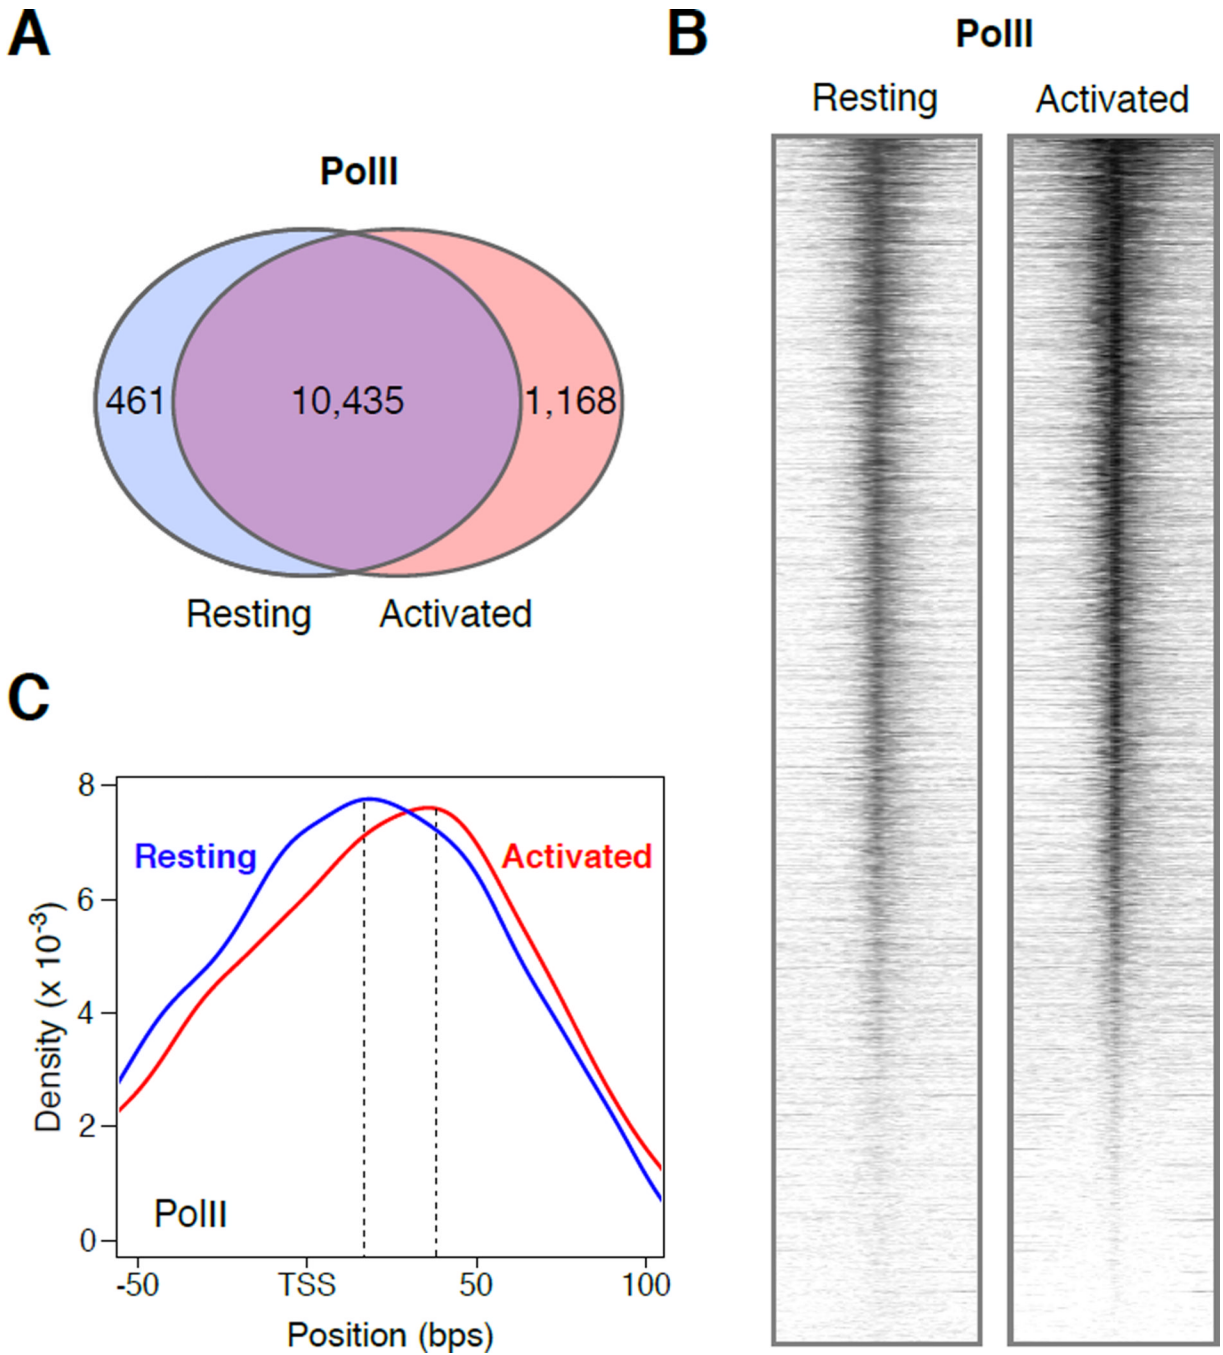 A
PolII
461
10,435
1,168
Resting
Activated
B
PolII
Resting
Activated
C
8
6
4
2
0
Density (x 10⁻³)
Resting
Activated
PolII
-50
TSS
50
100
Position (bps)